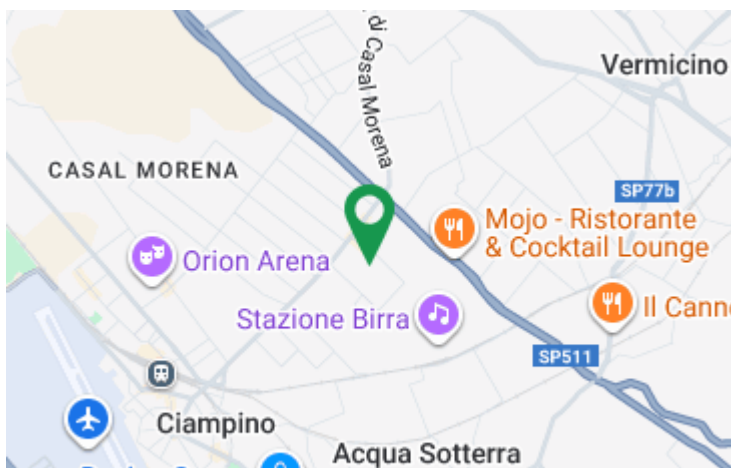 di Casal Morena
Vermicino
CASAL MORENA
SP77b
Mojo - Ristorante
& Cocktail Lounge
Orion Arena
Stazione Birra
Il Canne
SP511
Ciampino
Acqua Sotterra